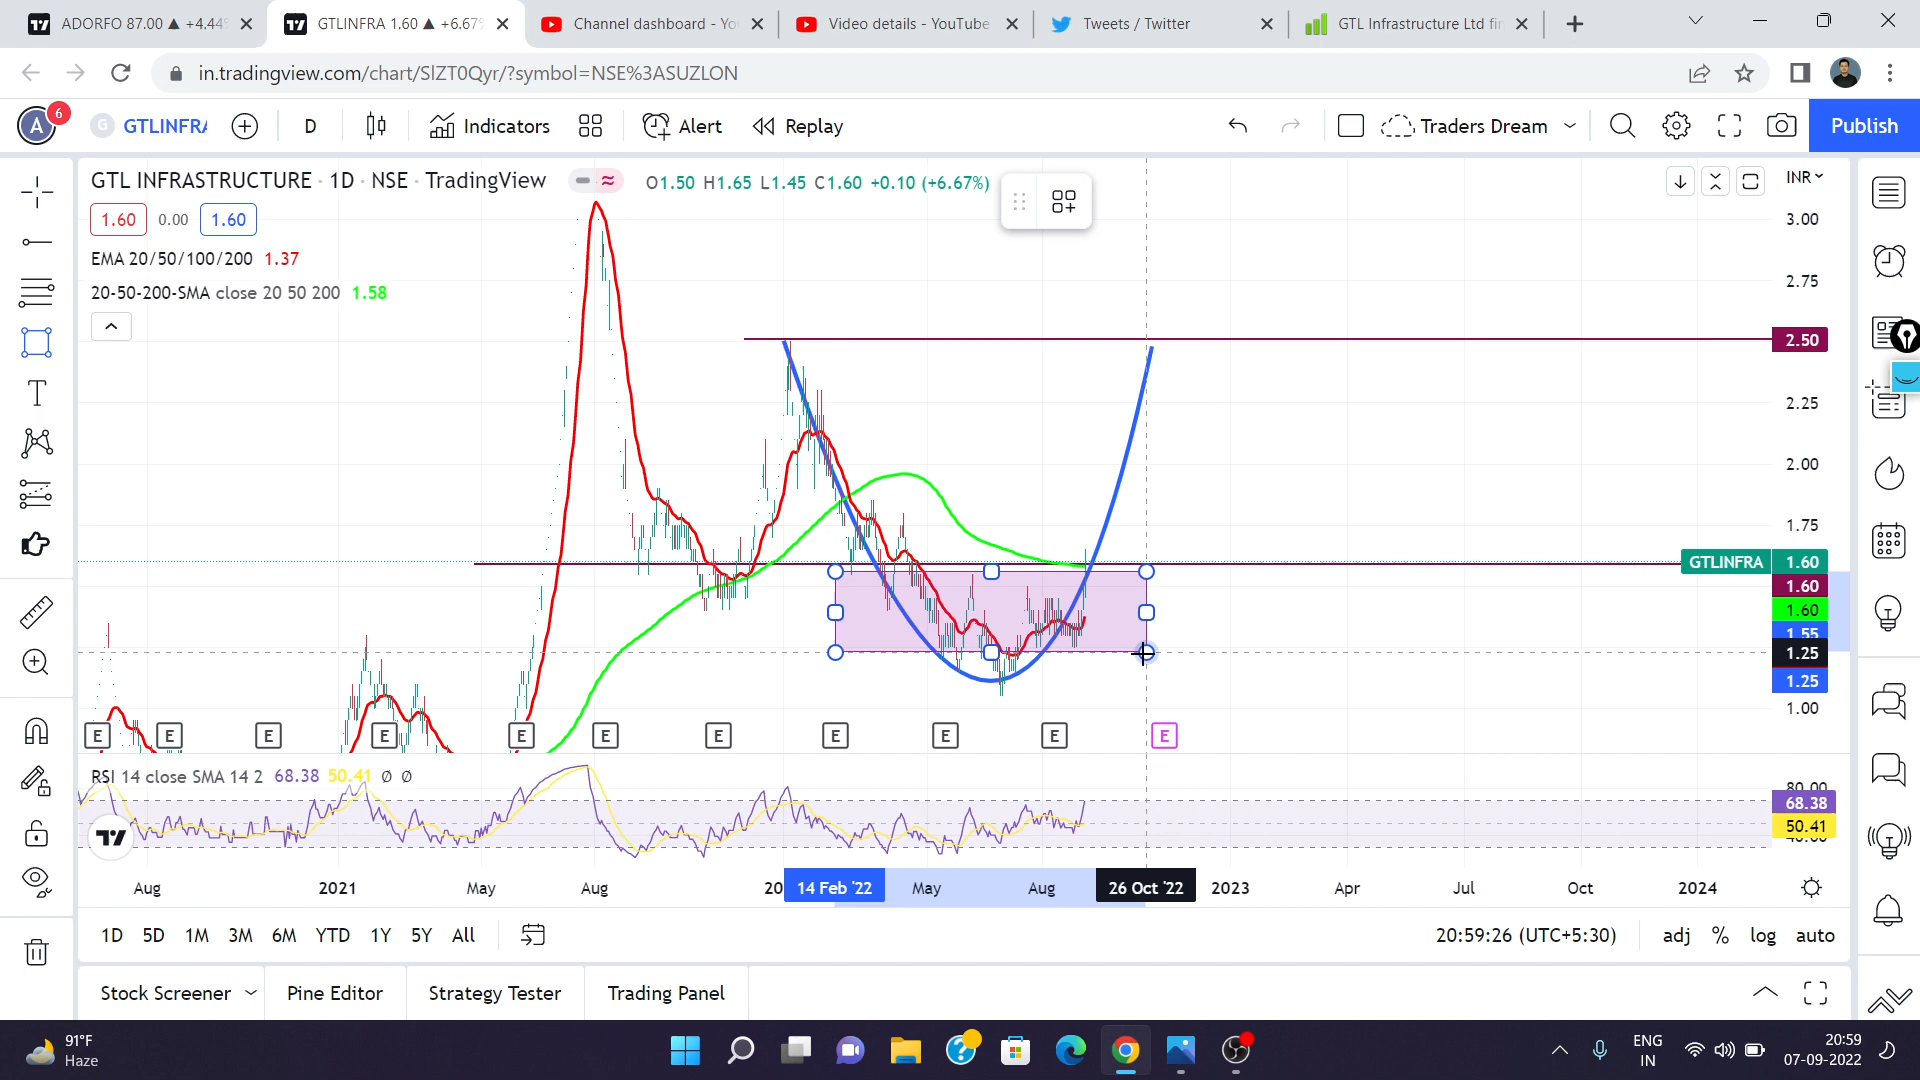 ADORFO 87.00 ▲ +4.44
GTLINFRA 1.60 ▲ +6.67%
Channel dashboard - Yo
Video details - YouTube
Tweets / Twitter
GTL Infrastructure Ltd fin
in.tradingview.com/chart/SlZT0Qyr/?symbol=NSE%3ASUZLON
A 6
G GTLINFRA
D
Indicators
Alert
Replay
Traders Dream
Publish
GTL INFRASTRUCTURE · 1D · NSE · TradingView
O1.50 H1.65 L1.45 C1.60 +0.10 (+6.67%)
INR
1.60 0.00 1.60
EMA 20/50/100/200 1.37
20-50-200-SMA close 20 50 200 1.58
3.00
2.75
2.50
2.25
2.00
1.75
GTLINFRA 1.60
1.60
1.60
1.55
1.25
1.25
1.00
E E E E E E E E E E E
RSI 14 close SMA 14 2 68.38 50.41 Ø Ø
80.00
68.38
50.41
40.00
Aug 2021 May Aug 20 14 Feb '22 May Aug 26 Oct '22 2023 Apr Jul Oct 2024
1D 5D 1M 3M 6M YTD 1Y 5Y All
20:59:26 (UTC+5:30) adj % log auto
Stock Screener Pine Editor Strategy Tester Trading Panel
91°F
Haze
ENG
IN
20:59
07-09-2022